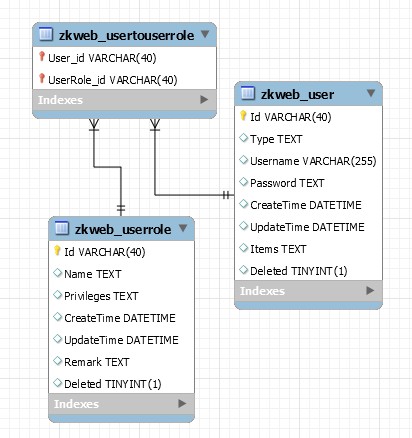 zkweb_usertouserrole
User_id VARCHAR(40)
UserRole_id VARCHAR(40)
Indexes
zkweb_user
Id VARCHAR(40)
Type TEXT
Username VARCHAR(255)
Password TEXT
CreateTime DATETIME
UpdateTime DATETIME
Items TEXT
Deleted TINYINT(1)
Indexes
zkweb_userrole
Id VARCHAR(40)
Name TEXT
Privileges TEXT
CreateTime DATETIME
UpdateTime DATETIME
Remark TEXT
Deleted TINYINT(1)
Indexes